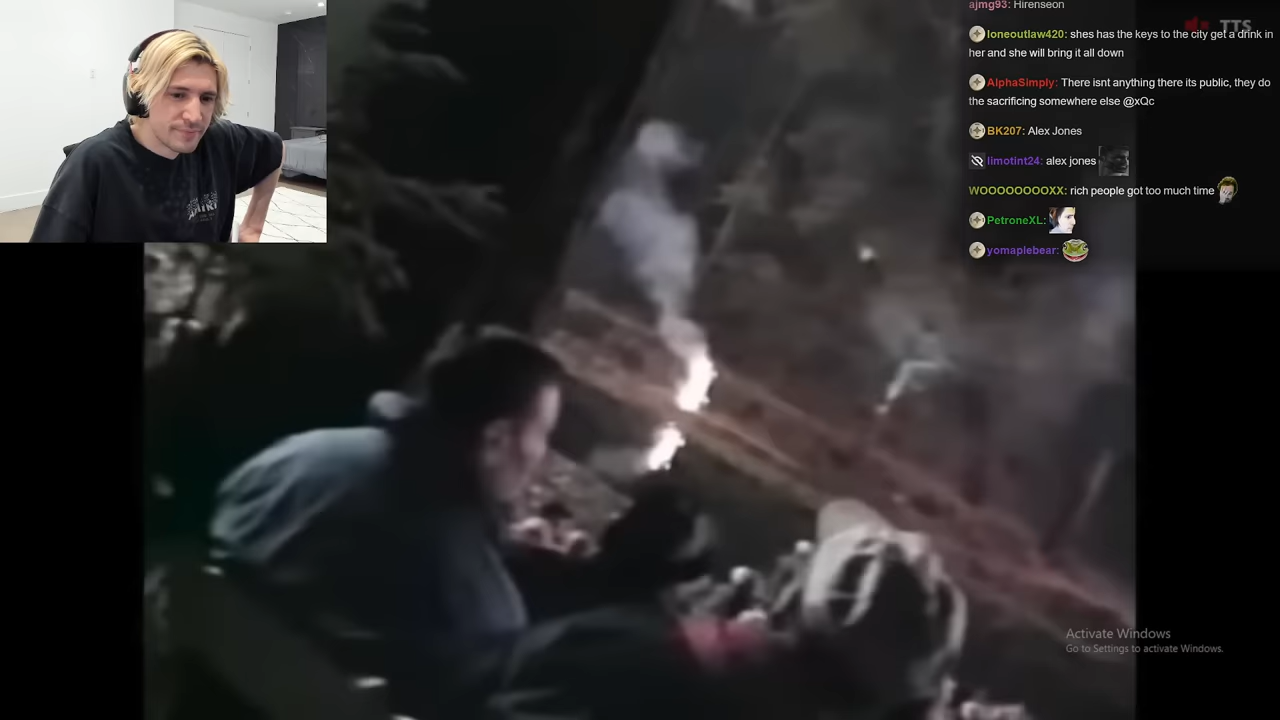 ajmg93: Hirenseon
TTS
loneoutlaw420: shes has the keys to the city get a drink in
her and she will bring it all down
AlphaSimply: There isnt anything there its public, they do
the sacrificing somewhere else @xQc
BK207: Alex Jones
limotint24: alex jones
WOOOOOOOOXX: rich people got too much time
PetroneXL:
yomaplebear:
Activate Windows
Go to Settings to activate Windows.